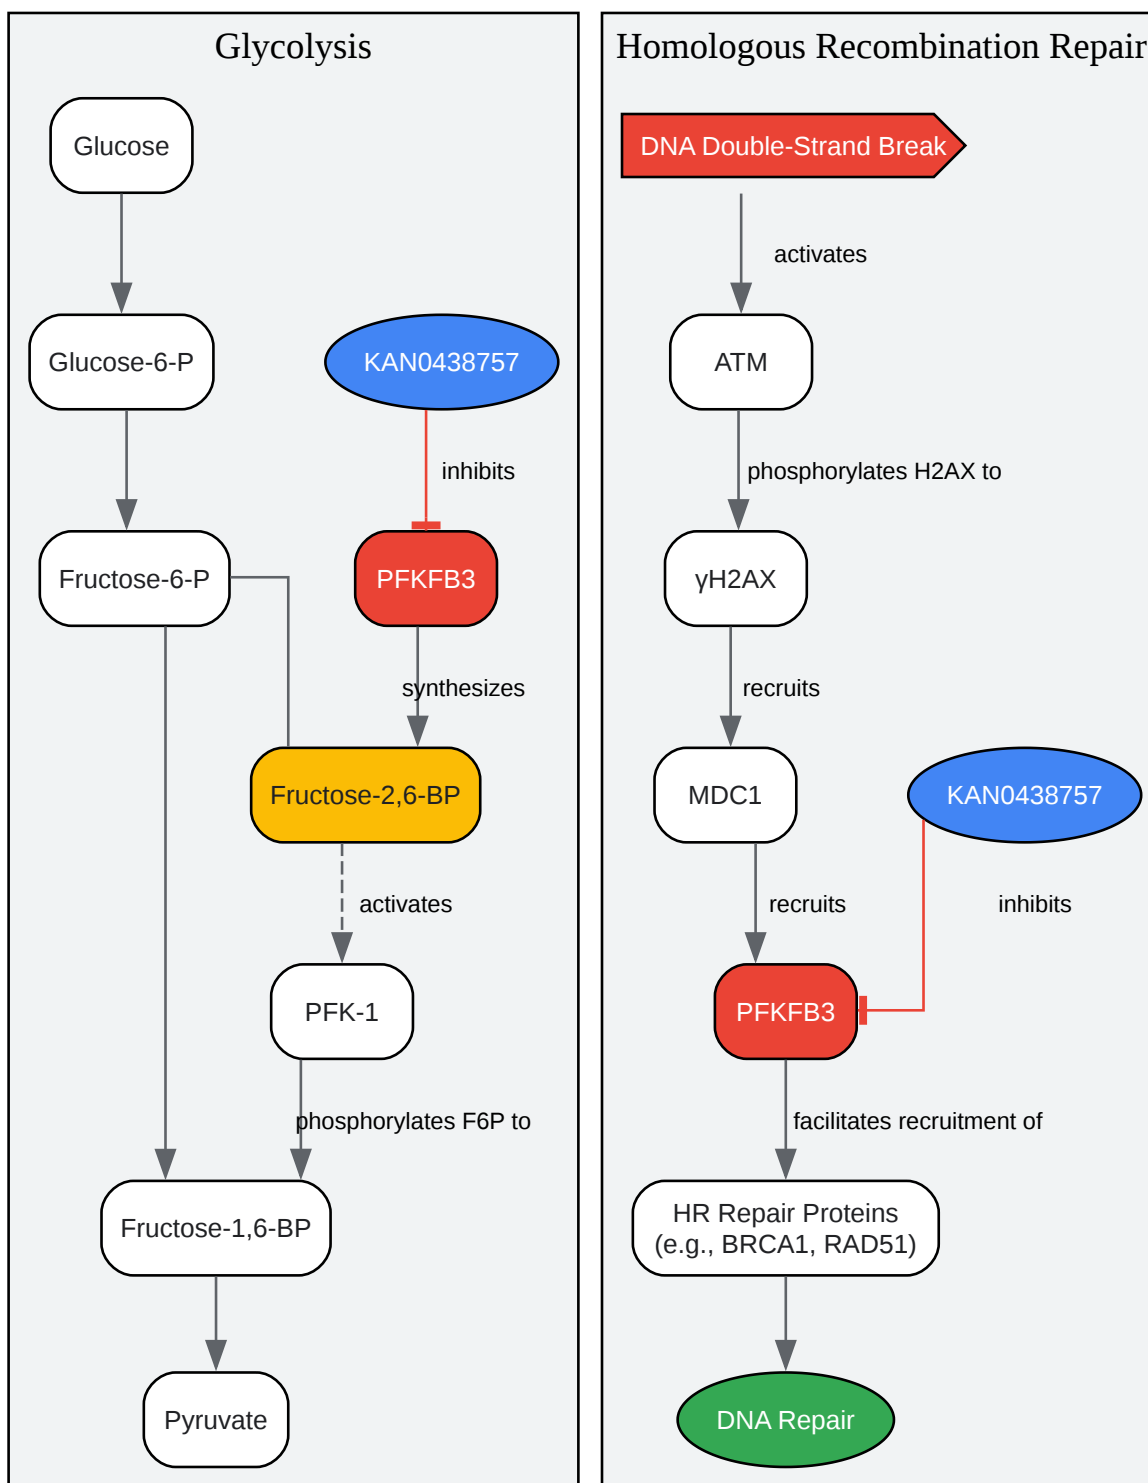 Glycolysis
Glucose
Glucose-6-P
KAN0438757
inhibits
Fructose-6-P
PFKFB3
synthesizes
Fructose-2,6-BP
activates
PFK-1
phosphorylates F6P to
Fructose-1,6-BP
Pyruvate
Homologous Recombination Repair
DNA Double-Strand Break
activates
ATM
phosphorylates H2AX to
γH2AX
recruits
MDC1
KAN0438757
recruits
inhibits
PFKFB3
facilitates recruitment of
HR Repair Proteins
(e.g., BRCA1, RAD51)
DNA Repair